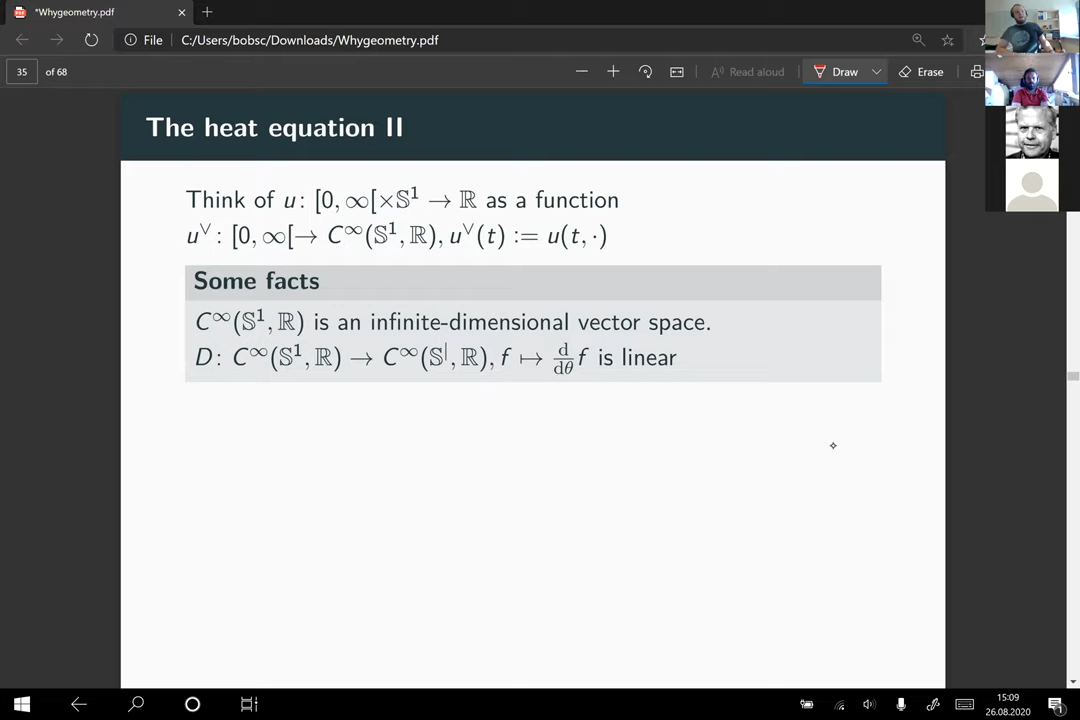 *Whygeometry.pdf
File
C:/Users/bobsc/Downloads/Whygeometry.pdf
35 of 68
Read aloud
Draw
Erase
The heat equation II
Think of u: [0, ∞[×𝕊¹ → ℝ as a function
u^∨: [0, ∞[→ C^∞(𝕊¹, ℝ), u^∨(t) := u(t, ·)
Some facts
C^∞(𝕊¹, ℝ) is an infinite-dimensional vector space.
D: C^∞(𝕊¹, ℝ) → C^∞(𝕊^|, ℝ), f ↦ d/dθ f is linear
15:09
26.08.2020